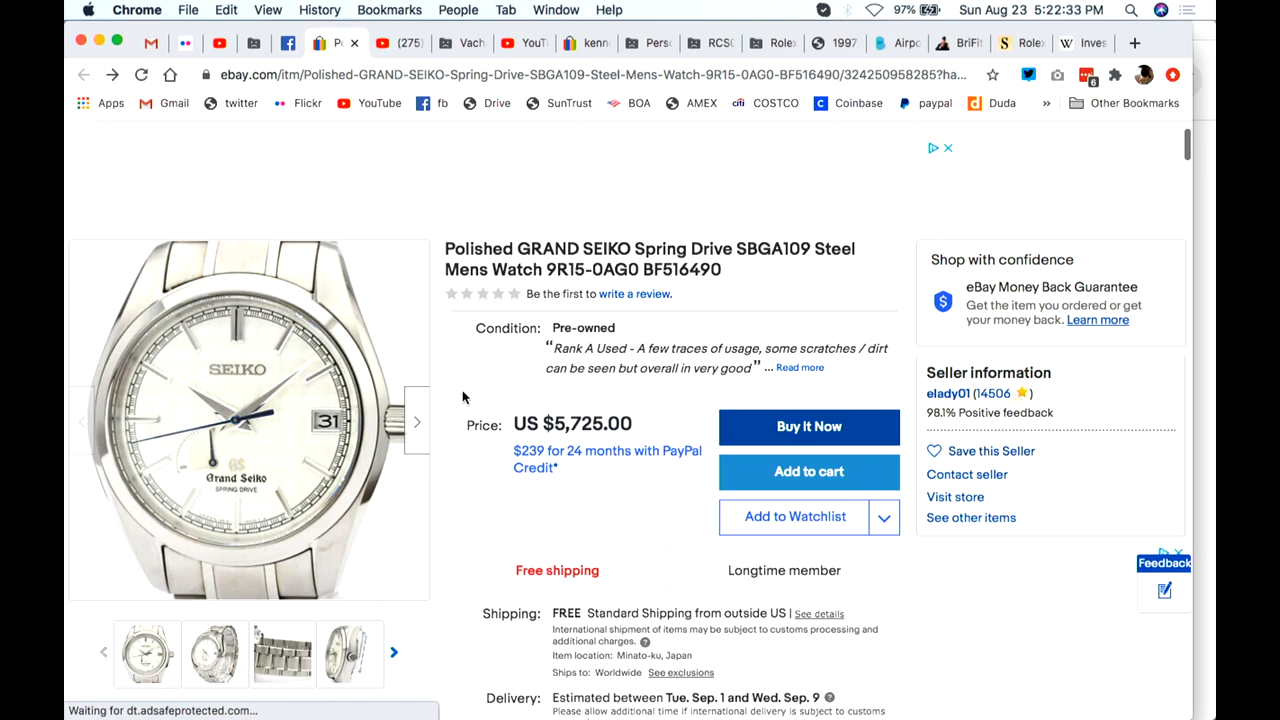 Chrome File Edit View History Bookmarks People Tab Window Help 97% Sun Aug 23 5:22:33 PM
(275) Vach YouT kenn Persc RCSC Rolex 1997 Airpo BriFit Rolex Inves
ebay.com/itm/Polished-GRAND-SEIKO-Spring-Drive-SBGA109-Steel-Mens-Watch-9R15-0AG0-BF516490/324250958285?ha... 6
Apps Gmail twitter Flickr YouTube fb Drive SunTrust BOA AMEX citi COSTCO Coinbase paypal Duda » Other Bookmarks
Polished GRAND SEIKO Spring Drive SBGA109 Steel
Mens Watch 9R15-0AG0 BF516490
Be the first to write a review.
Condition: Pre-owned
“Rank A Used - A few traces of usage, some scratches / dirt
can be seen but overall in very good” ... Read more
Price: US $5,725.00
$239 for 24 months with PayPal
Credit*
Buy It Now
Add to cart
Add to Watchlist
Free shipping Longtime member
Shipping: FREE Standard Shipping from outside US | See details
International shipment of items may be subject to customs processing and
additional charges.
Item location: Minato-ku, Japan
Ships to: Worldwide See exclusions
Delivery: Estimated between Tue. Sep. 1 and Wed. Sep. 9
Please allow additional time if international delivery is subject to customs
Shop with confidence
eBay Money Back Guarantee
Get the item you ordered or get
your money back. Learn more
Seller information
elady01 (14506 )
98.1% Positive feedback
Save this Seller
Contact seller
Visit store
See other items
Feedback
SEIKO
31
GS
Grand Seiko
SPRING DRIVE
Waiting for dt.adsafeprotected.com...